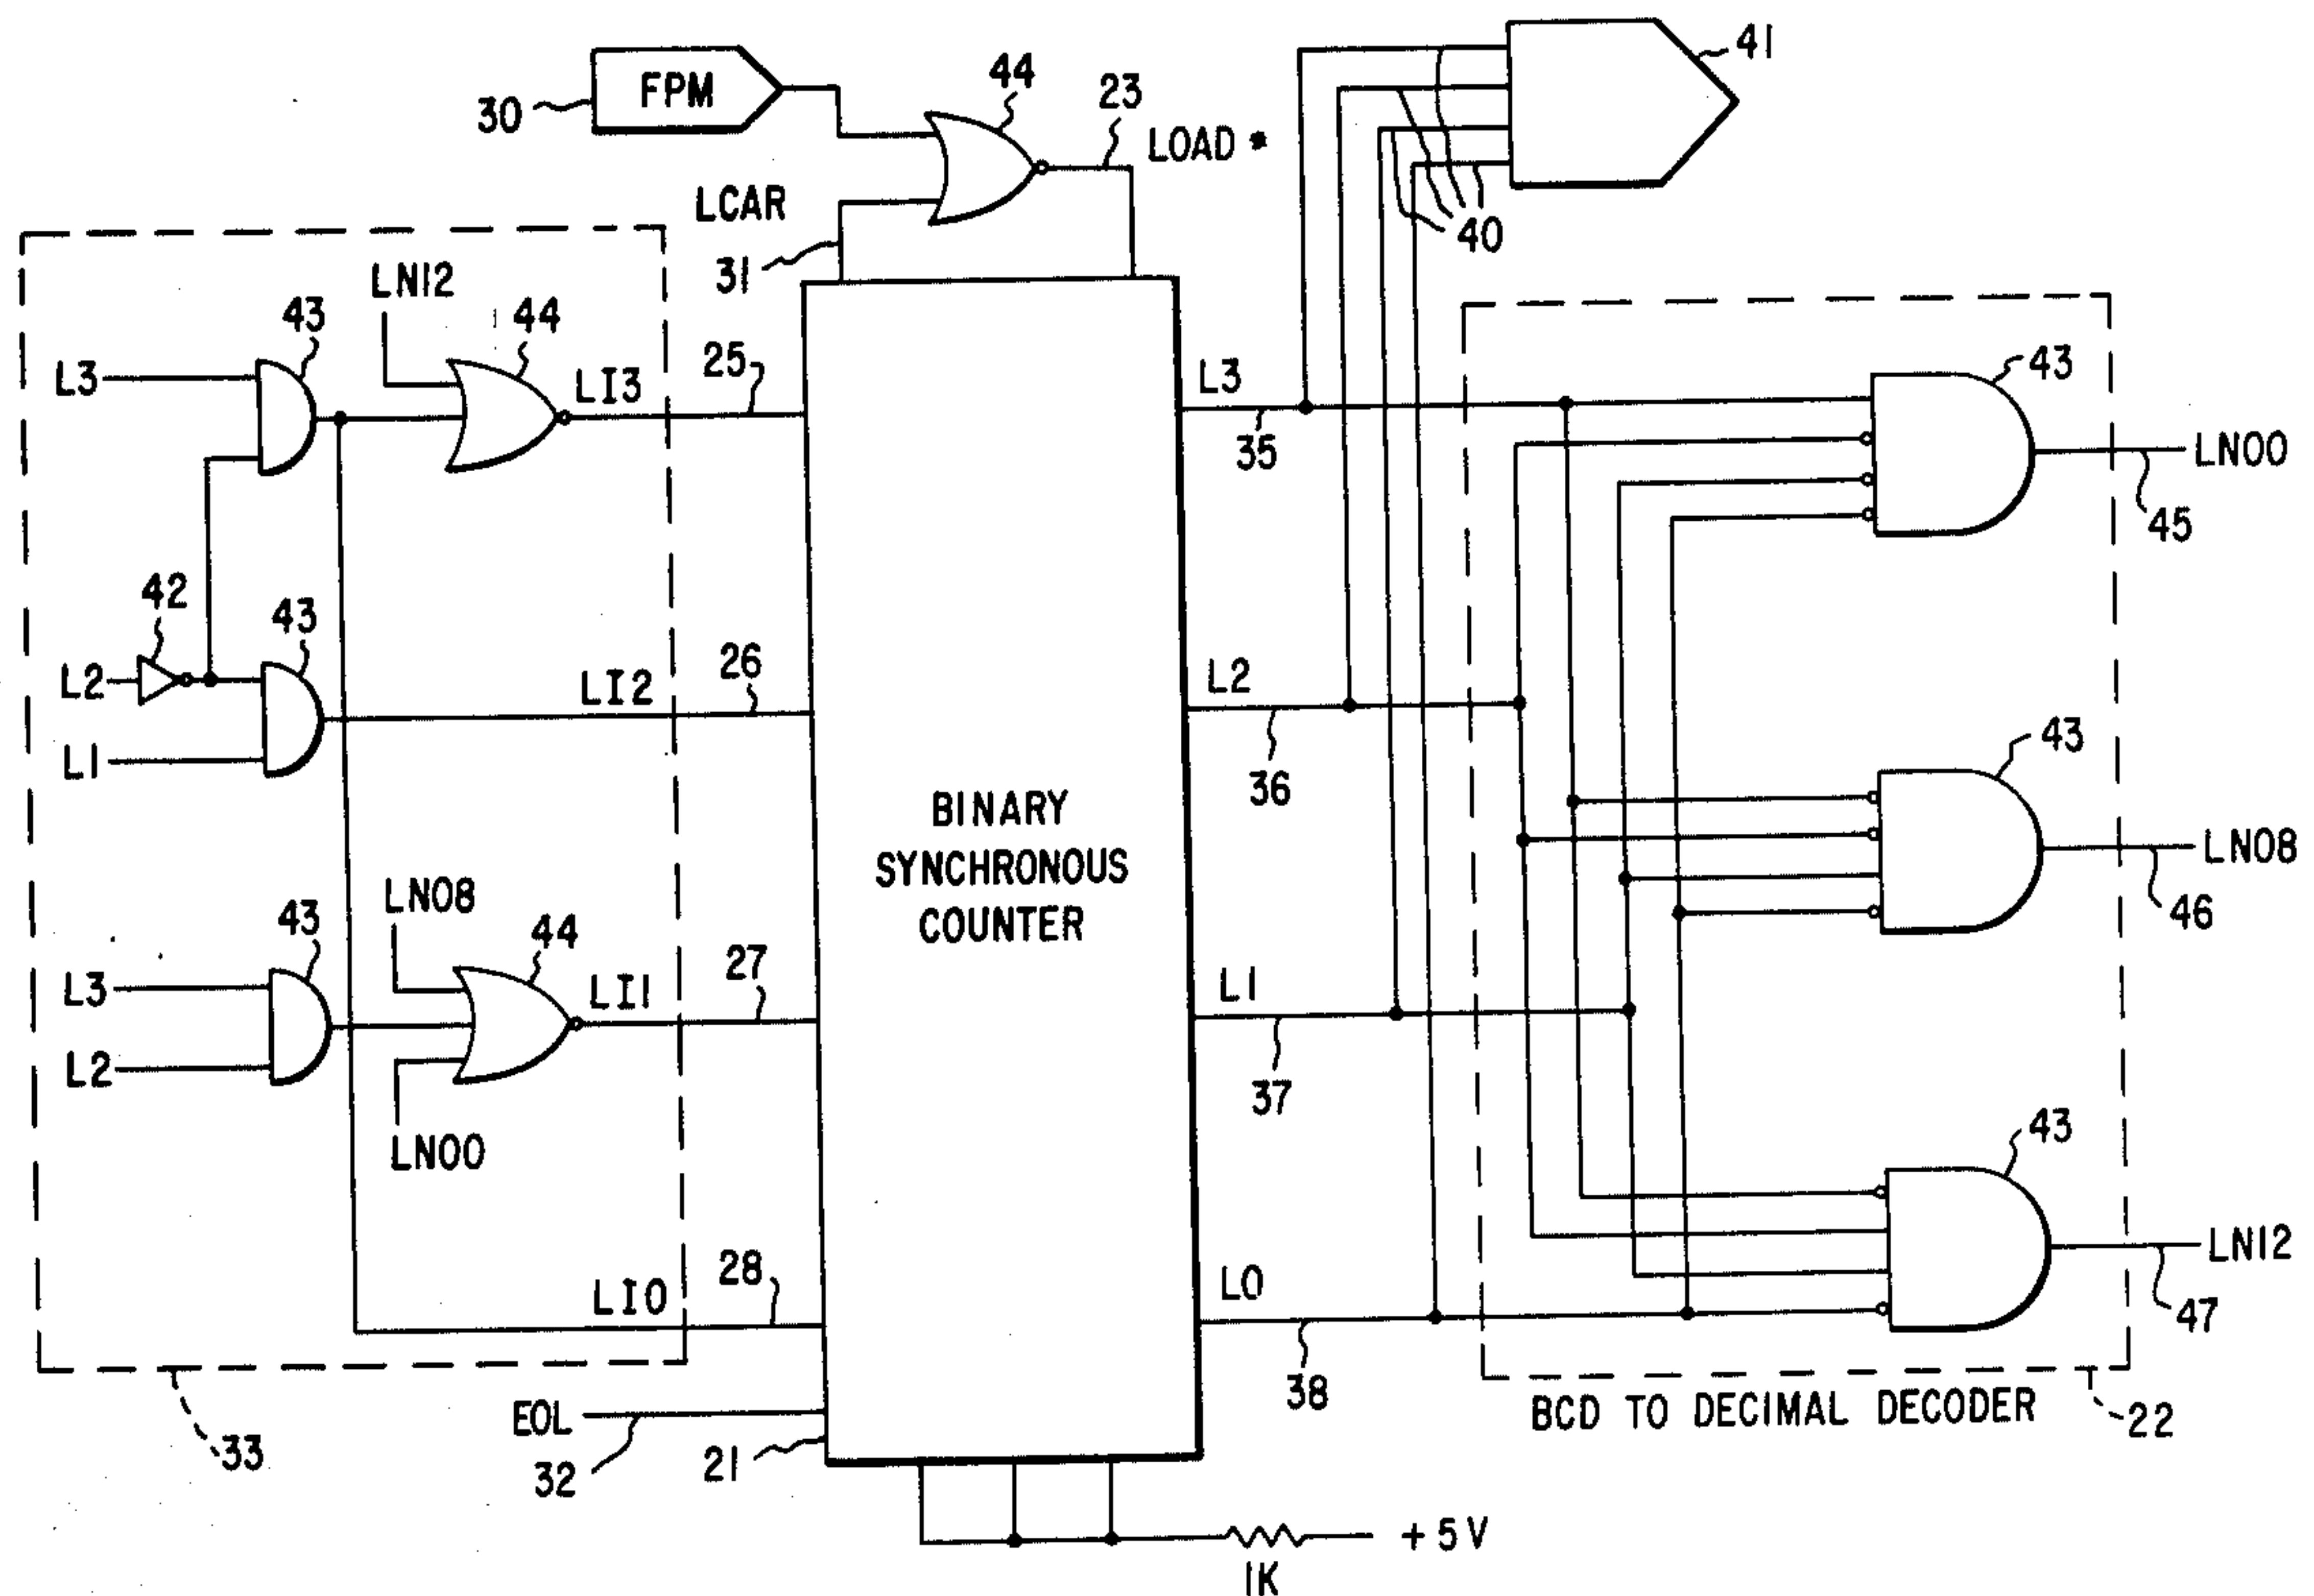 41
30
FPM
44
23
LOAD *
LCAR
31
40
LN12
43
44
L3
LI3
25
L3
35
43
LN00
45
42
43
L2
LI2
26
L2
36
L1
43
LN08
46
BINARY
SYNCHRONOUS
COUNTER
LN08
43
44
L3
LI1
27
L1
37
L2
LN00
43
LN12
47
LI0
28
L0
38
EOL
32
21
33
BCD TO DECIMAL DECODER
22
+5V
1K